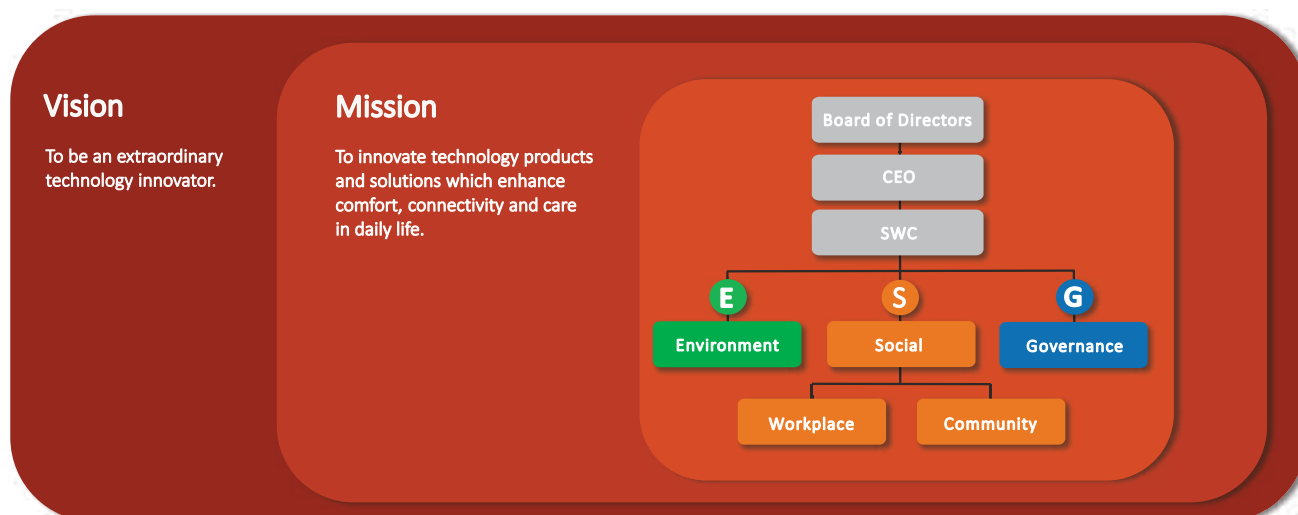 Vision
To be an extraordinary
technology innovator.
Mission
To innovate technology products
and solutions which enhance
comfort, connectivity and care
in daily life.
Board of Directors
CEO
SWC
E
S
G
Environment
Social
Governance
Workplace
Community